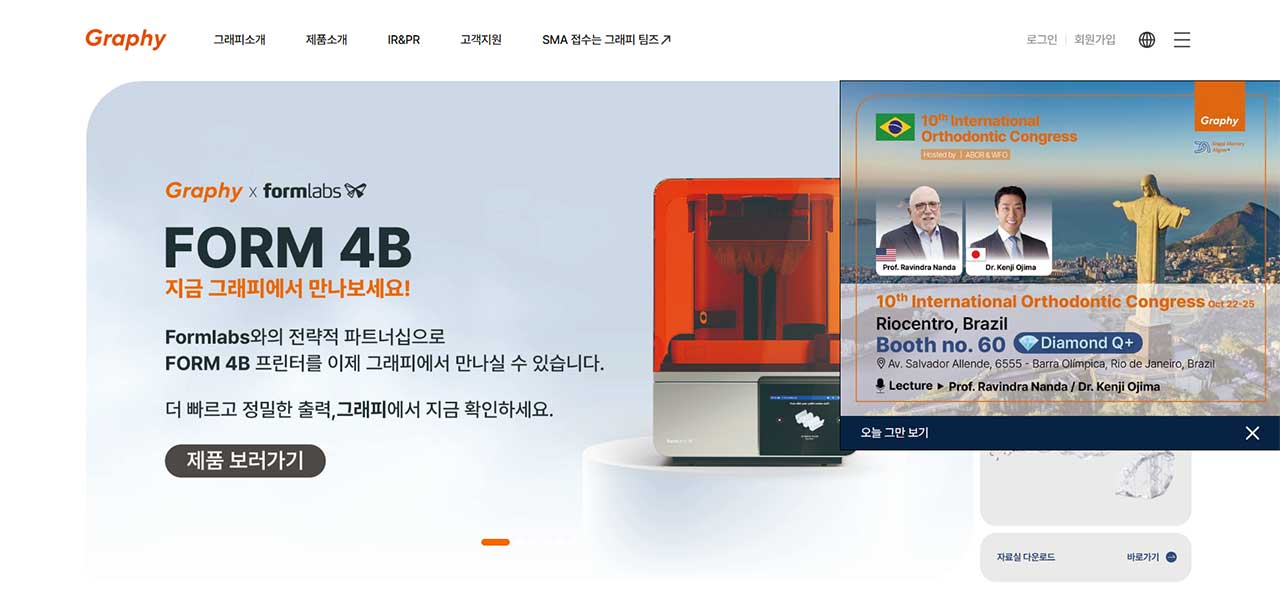 Graphy
그래피소개
제품소개
IR&PR
고객지원
SMA 접수는 그래피 팀즈
로그인
회원가입
Graphy x formlabs
FORM 4B
지금 그래피에서 만나보세요!
Formlabs와의 전략적 파트너십으로
FORM 4B 프린터를 이제 그래피에서 만나실 수 있습니다.
더 빠르고 정밀한 출력,그래피에서 지금 확인하세요.
제품 보러가기
10th International
Orthodontic Congress
Hosted by | ABOR & WFO
Graphy
Prof. Ravindra Nanda
Dr. Kenji Ojima
10th International Orthodontic Congress Oct 22-25
Riocentro, Brazil
Booth no. 60 Diamond Q+
Av. Salvador Allende, 6555 - Barra Olímpica, Rio de Janeiro, Brazil
Lecture ▶ Prof. Ravindra Nanda / Dr. Kenji Ojima
오늘 그만 보기
자료실 다운로드
바로가기